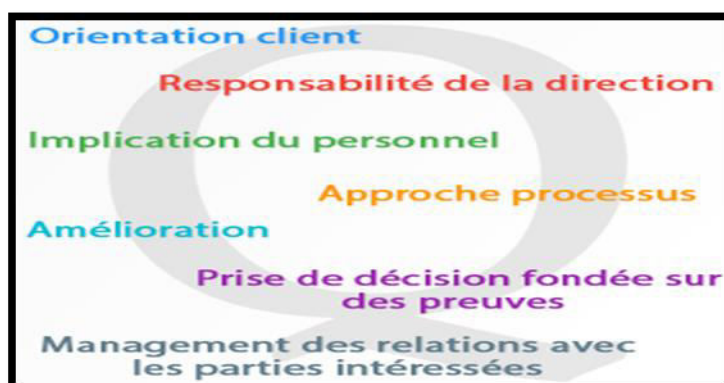 Orientation client
Responsabilité de la direction
Implication du personnel
Approche processus
Amélioration
Prise de décision fondée sur
des preuves
Management des relations avec
les parties intéressées